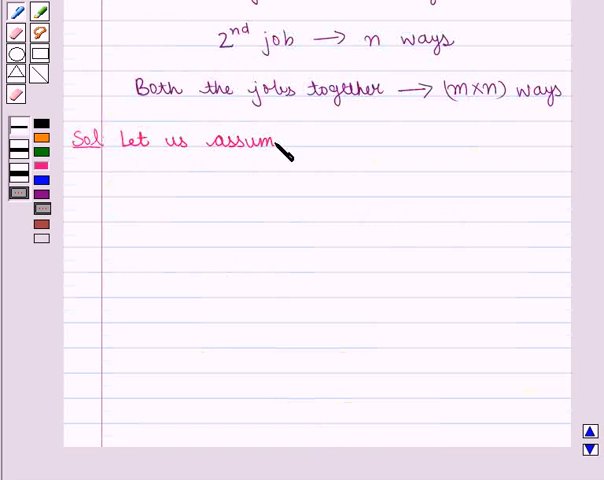 2nd job → n ways
Both the jobs together → (m×n) ways
Sol Let us assum